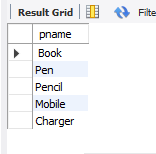 Result Grid Filte
pname
Book
Pen
Pencil
Mobile
Charger